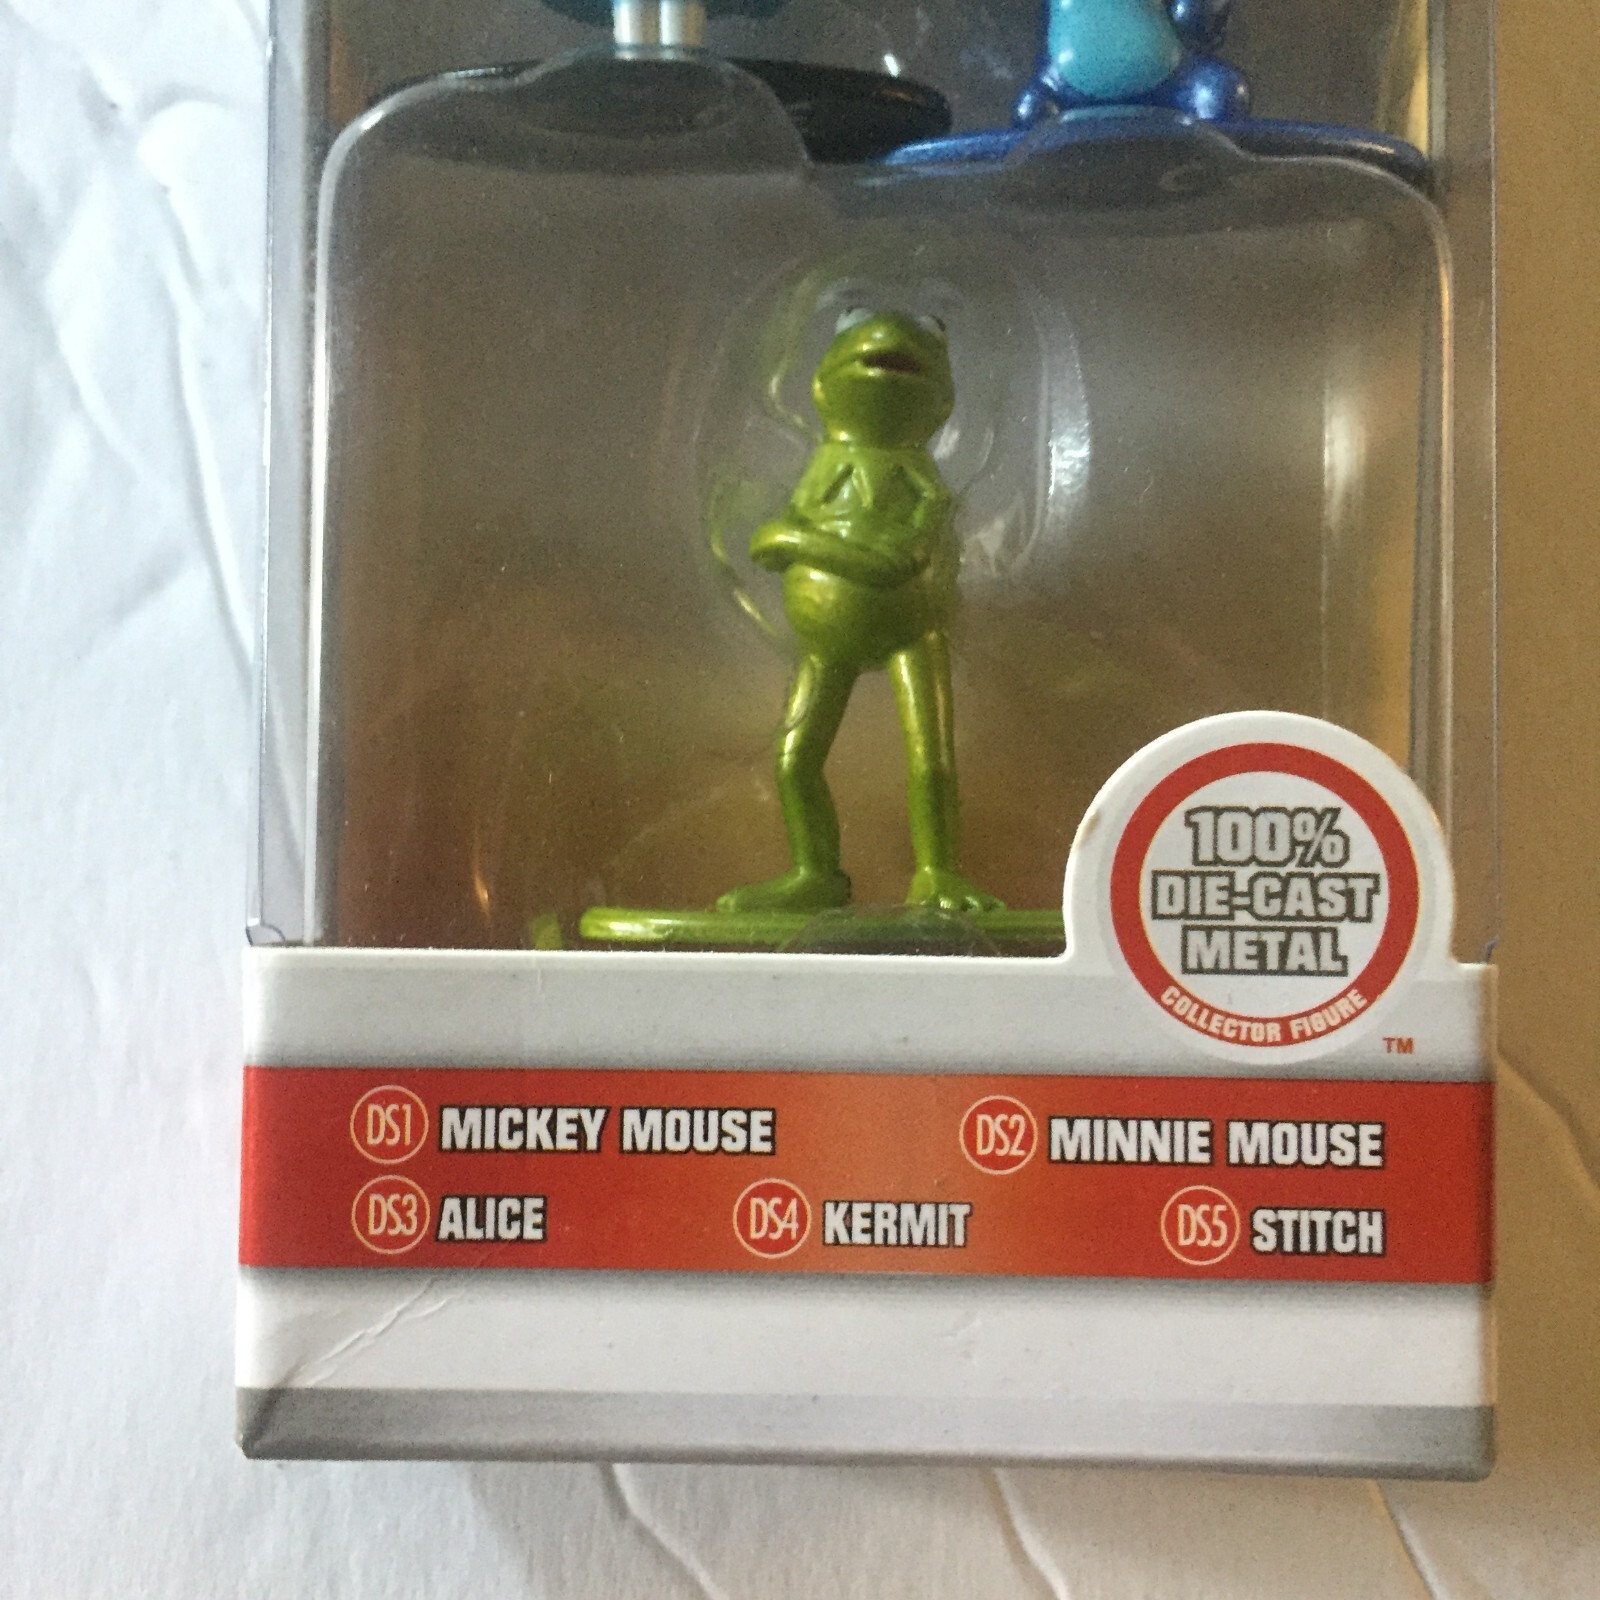 100%
DIE-CAST
METAL
COLLECTOR FIGURE
TM
DS1 MICKEY MOUSE
DS2 MINNIE MOUSE
DS3 ALICE
DS4 KERMIT
DS5 STITCH